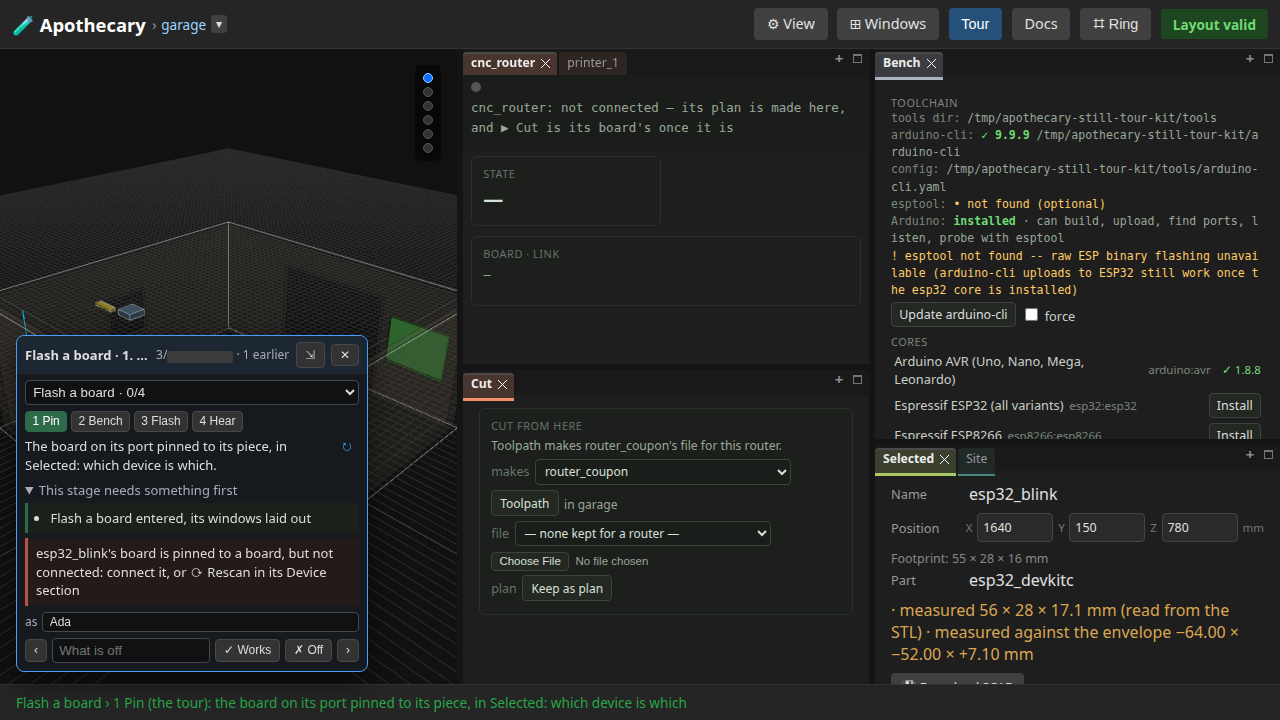 Apothecary › garage ▾
⚙ View
⊞ Windows
Tour
Docs
⌗ Ring
Layout valid
cnc_router
printer_1
cnc_router: not connected — its plan is made here,
and ▶ Cut is its board's once it is
STATE
—
BOARD · LINK
—
Cut
CUT FROM HERE
Toolpath makes router_coupon's file for this router.
makes router_coupon
Toolpath in garage
file — none kept for a router —
Choose File No file chosen
plan Keep as plan
Bench
TOOLCHAIN
tools dir: /tmp/apothecary-still-tour-kit/tools
arduino-cli: ✓ 9.9.9 /tmp/apothecary-still-tour-kit/a
rduino-cli
config: /tmp/apothecary-still-tour-kit/tools/arduino-
cli.yaml
esptool: • not found (optional)
Arduino: installed · can build, upload, find ports, l
isten, probe with esptool
! esptool not found -- raw ESP binary flashing unavai
lable (arduino-cli uploads to ESP32 still work once t
he esp32 core is installed)
Update arduino-cli force
CORES
Arduino AVR (Uno, Nano, Mega,
Leonardo) arduino:avr ✓ 1.8.8
Espressif ESP32 (all variants) esp32:esp32 Install
Espressif ESP8266 esp8266:esp8266 Install
Selected
Site
Name esp32_blink
Position X 1640 Y 150 Z 780 mm
Footprint: 55 × 28 × 16 mm
Part esp32_devkitc
· measured 56 × 28 × 17.1 mm (read from the
STL) · measured against the envelope −64.00 ×
−52.00 × +7.10 mm
Flash a board · 1. ... 3/ · 1 earlier
Flash a board · 0/4
1 Pin
2 Bench
3 Flash
4 Hear
The board on its port pinned to its piece, in
Selected: which device is which.
▼ This stage needs something first
• Flash a board entered, its windows laid out
esp32_blink's board is pinned to a board, but not
connected: connect it, or ⟳ Rescan in its Device
section
as Ada
‹ What is off ✓ Works ✗ Off ›
Flash a board › 1 Pin (the tour): the board on its port pinned to its piece, in Selected: which device is which